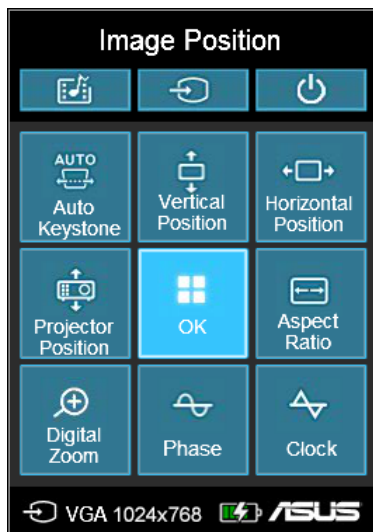 Image Position
AUTO
Auto
Keystone
Vertical
Position
Horizontal
Position
Projector
Position
OK
Aspect
Ratio
Digital
Zoom
Phase
Clock
VGA 1024x768 ASUS